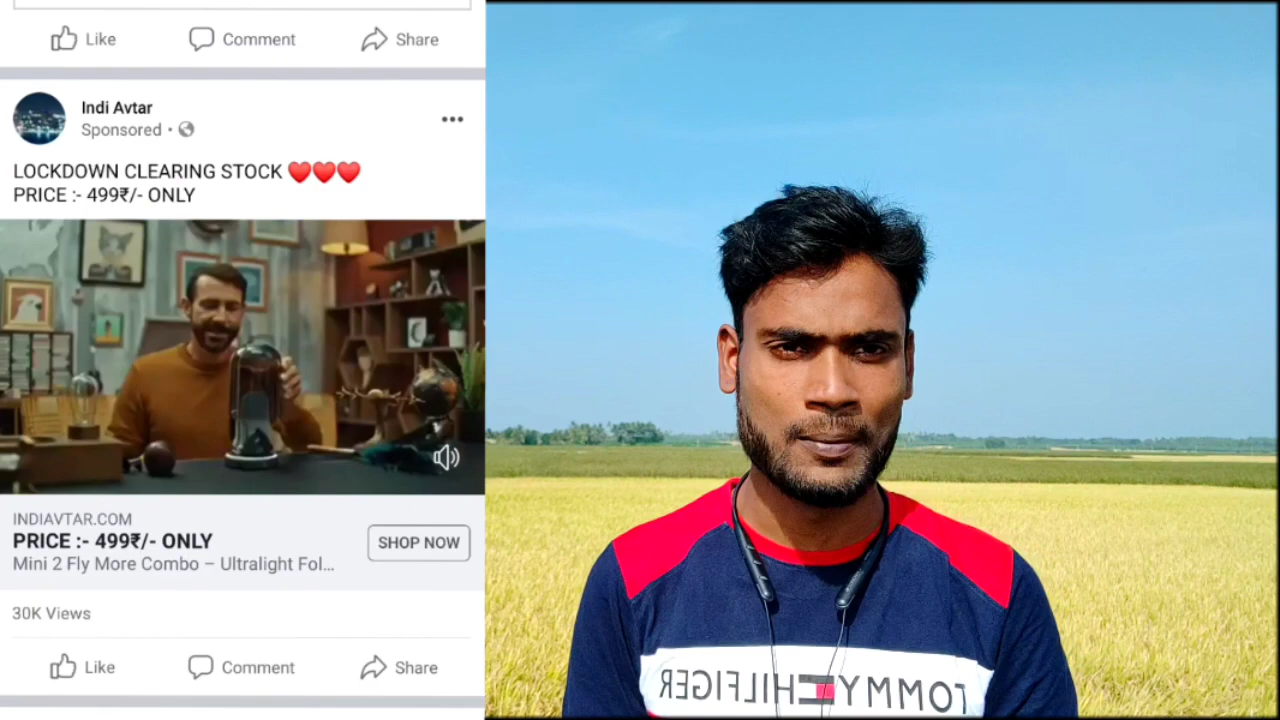 Like Comment Share
Indi Avtar
Sponsored ·
LOCKDOWN CLEARING STOCK ❤️❤️❤️
PRICE :- 499₹/- ONLY
INDIAVTAR.COM
PRICE :- 499₹/- ONLY
SHOP NOW
Mini 2 Fly More Combo – Ultralight Fol...
30K Views
Like Comment Share
TOMMY HILFIGER